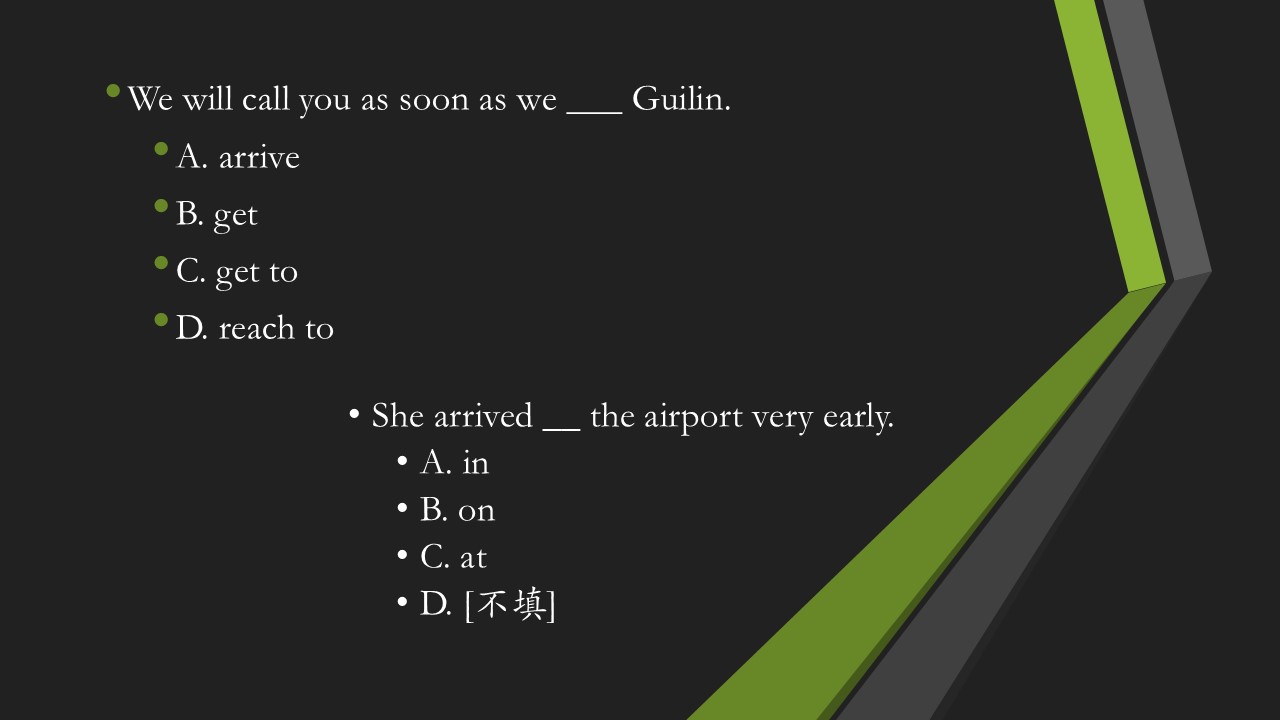 We will call you as soon as we ___ Guilin.
A. arrive
B. get
C. get to
D. reach to
She arrived __ the airport very early.
A. in
B. on
C. at
D. [不填]